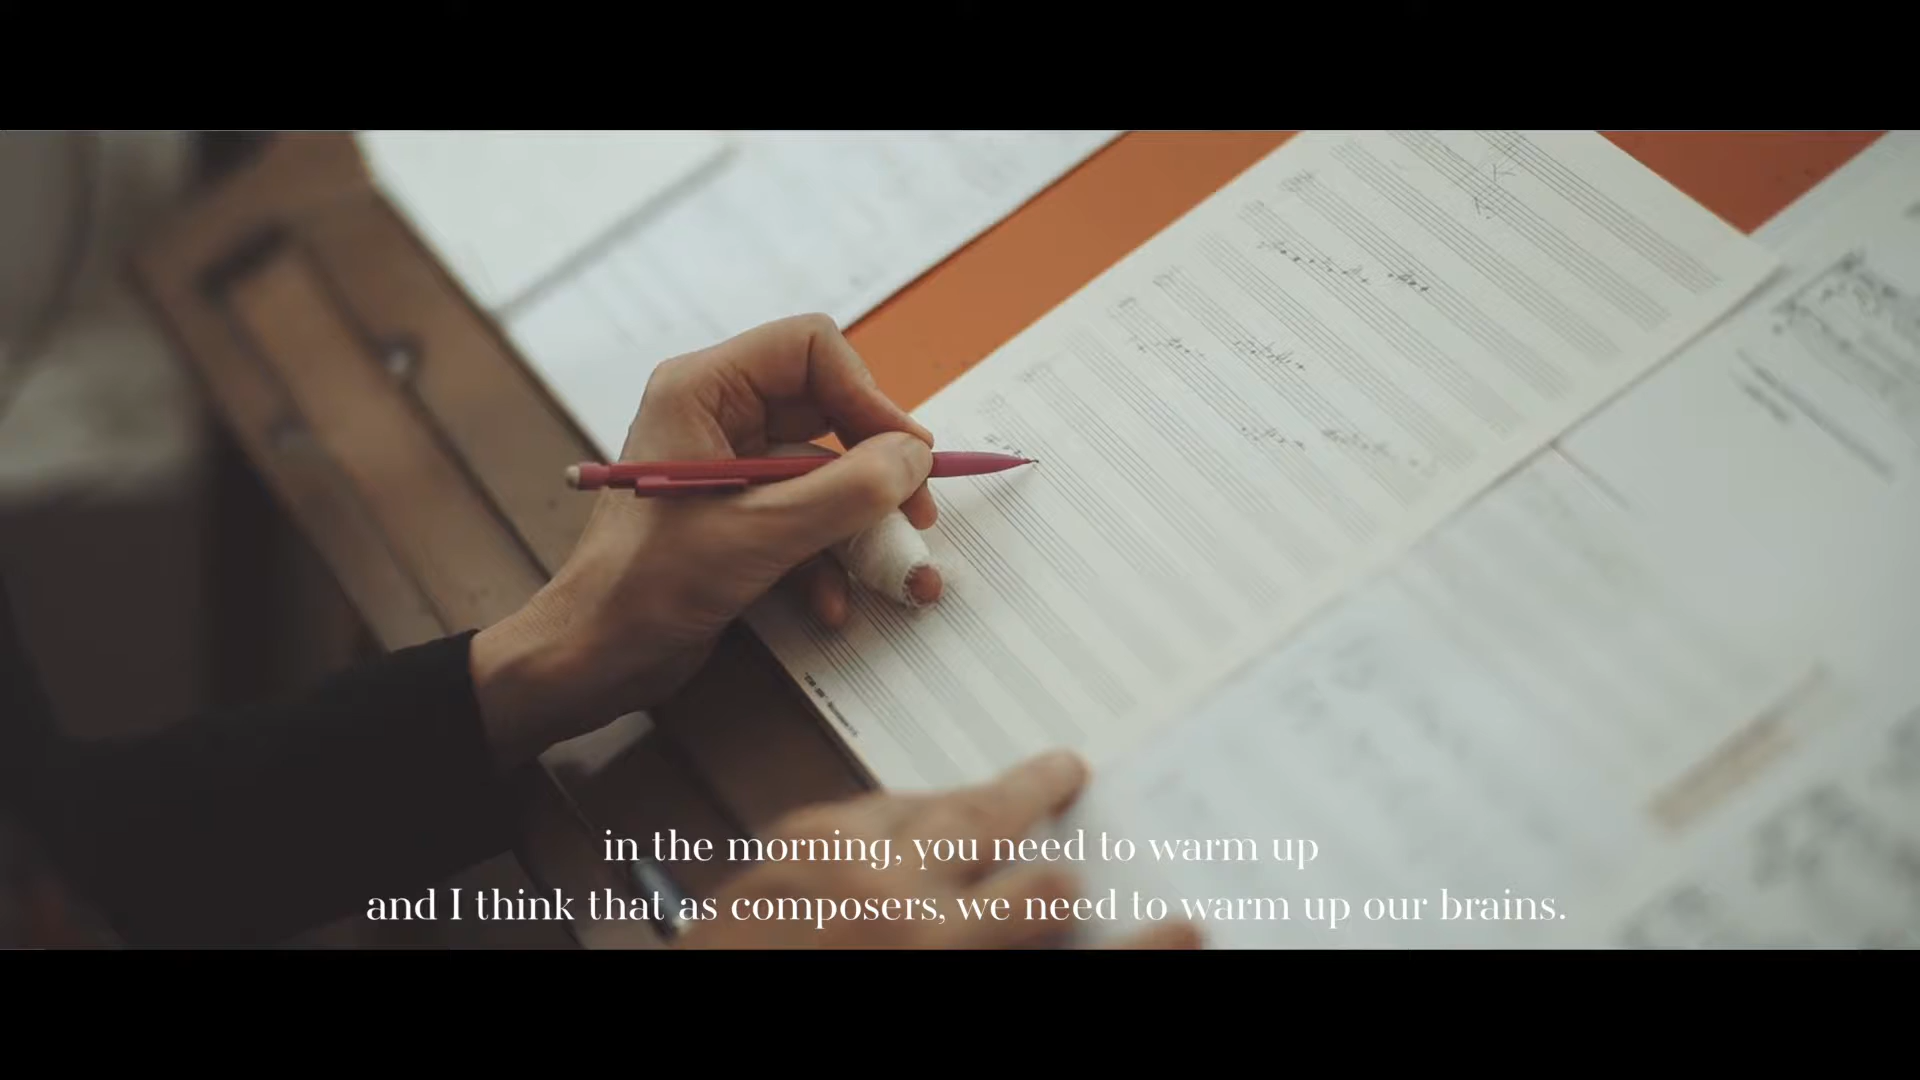 in the morning, you need to warm up
and I think that as composers, we need to warm up our brains.